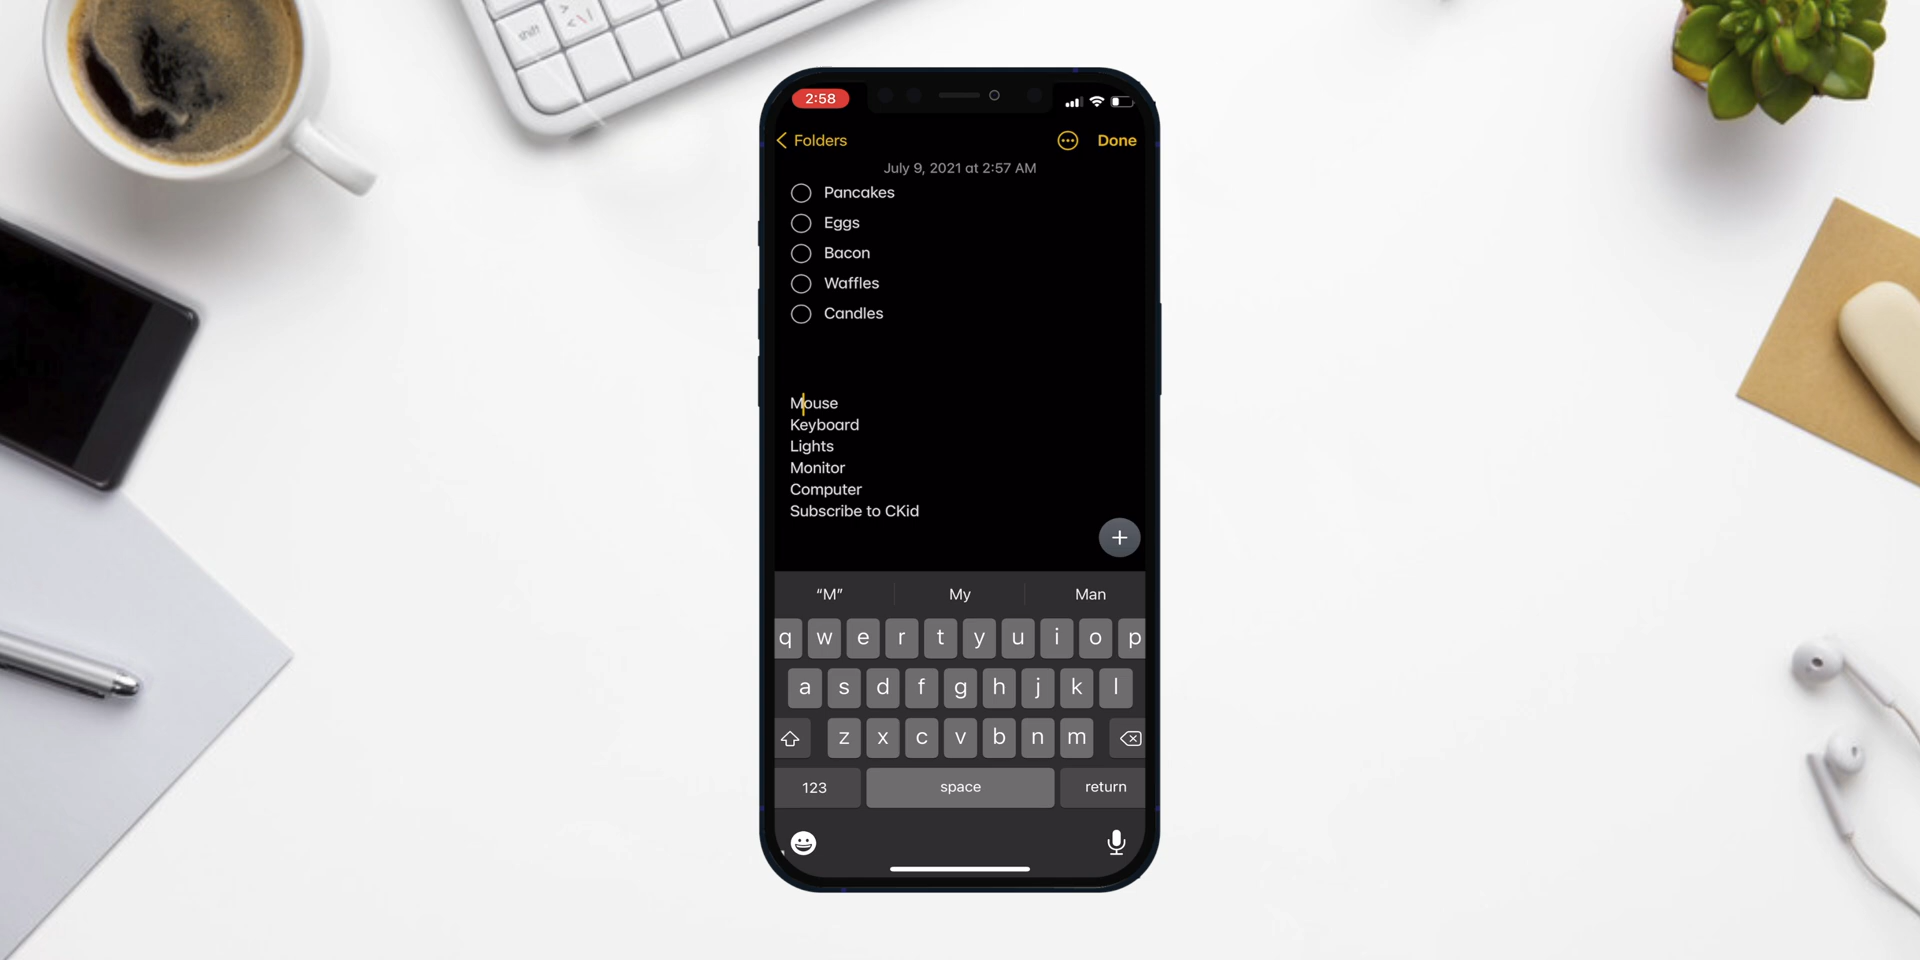 shift
2:58
Folders
Done
July 9, 2021 at 2:57 AM
Pancakes
Eggs
Bacon
Waffles
Candles
Mouse
Keyboard
Lights
Monitor
Computer
Subscribe to CKid
+
“M” My Man
q w e r t y u i o p
a s d f g h j k l
z x c v b n m
123 space return